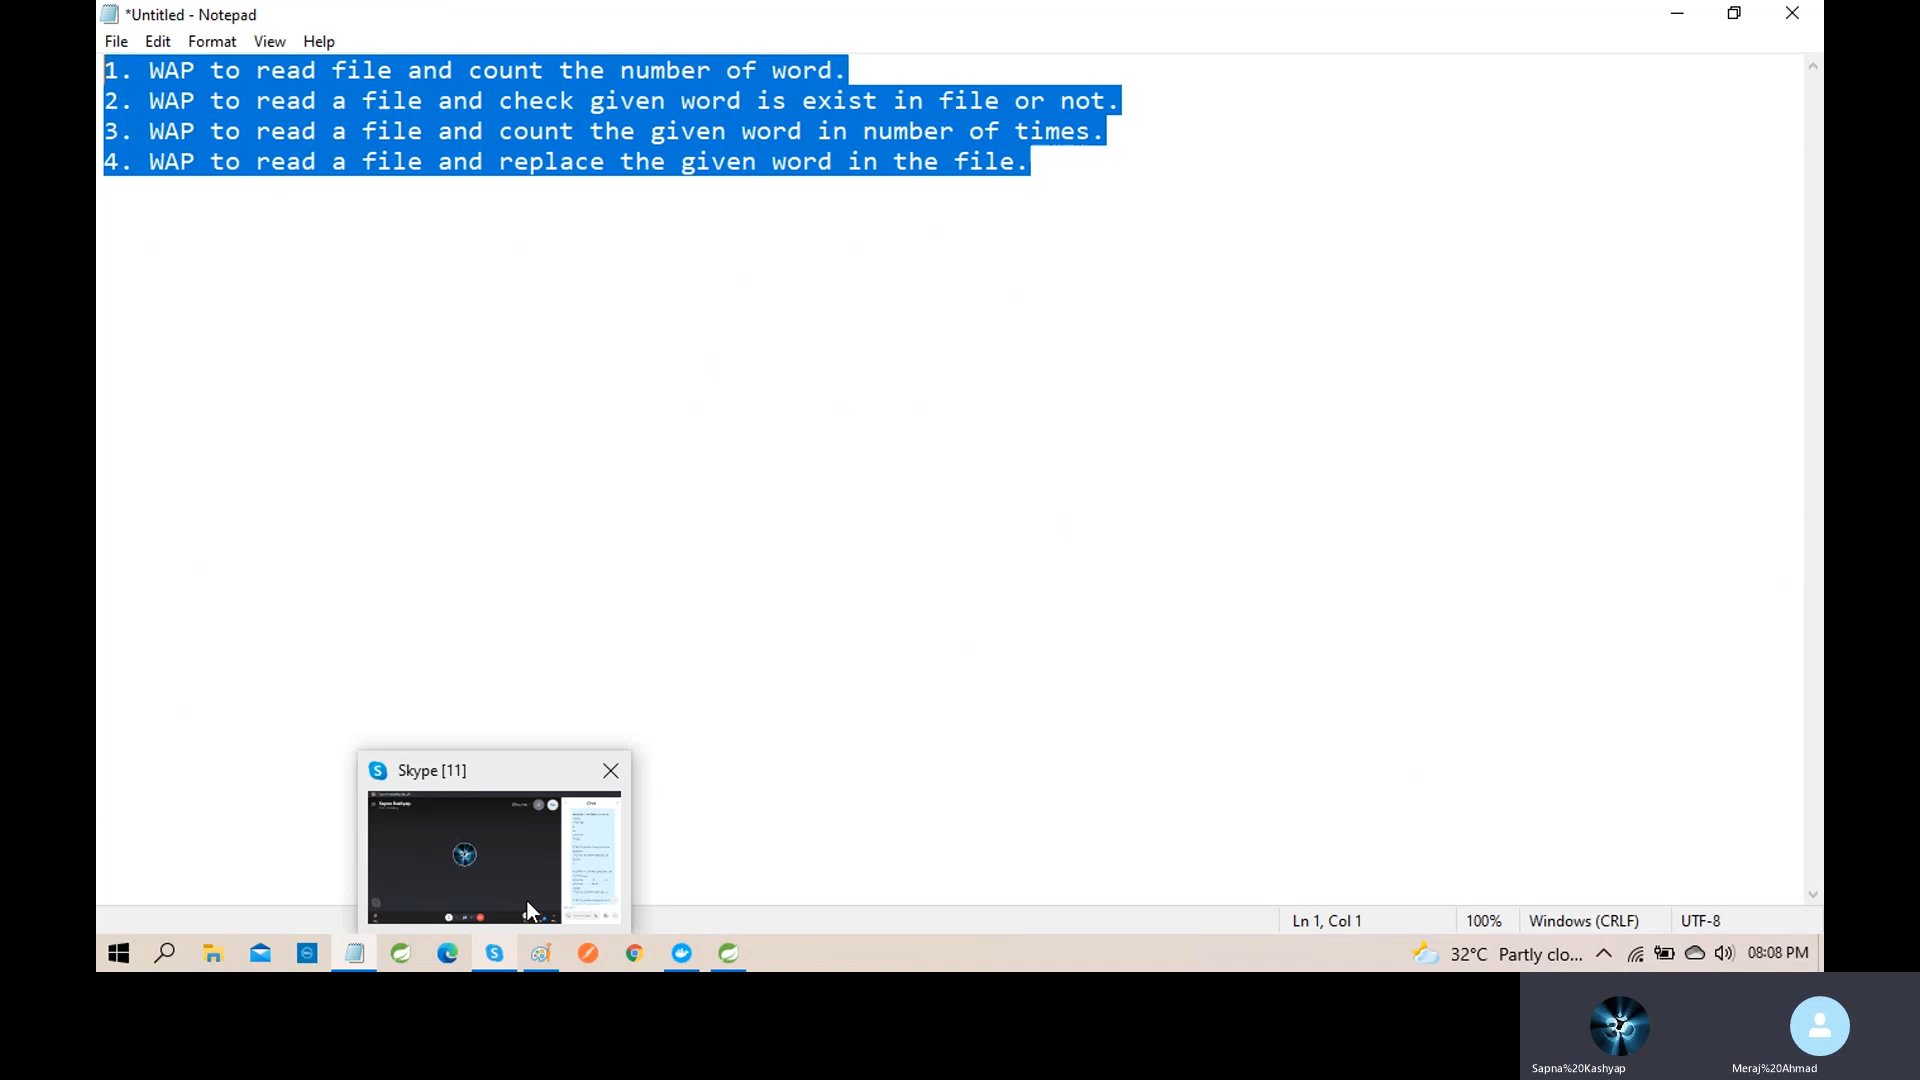 *Untitled - Notepad
File Edit Format View Help
1. WAP to read file and count the number of word.
2. WAP to read a file and check given word is exist in file or not.
3. WAP to read a file and count the given word in number of times.
4. WAP to read a file and replace the given word in the file.
Skype [11]
Sapna Kashyap
Chat
Ln 1, Col 1 100% Windows (CRLF) UTF-8
32°C Partly clo... 08:08 PM
Sapna%20Kashyap Meraj%20Ahmad